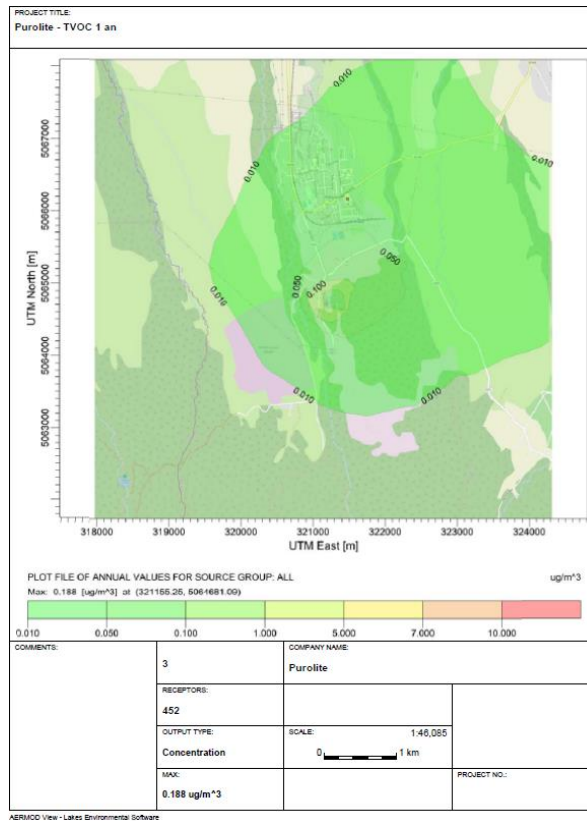 PROJECT TITLE:
Purolite - TVOC 1 an
0.010
0.010
0.010
0.050
0.050
0.100
0.010
0.010
0.010
UTM North [m]
5067000
5066000
5065000
5064000
5063000
318000 319000 320000 321000 322000 323000 324000
UTM East [m]
PLOT FILE OF ANNUAL VALUES FOR SOURCE GROUP: ALL
ug/m^3
Max: 0.188 [ug/m^3] at (321155.25, 5064681.09)
0.010 0.050 0.100 1.000 5.000 7.000 10.000
COMMENTS:
3
COMPANY NAME:
Purolite
RECEPTORS:
452
OUTPUT TYPE:
Concentration
SCALE: 1:46,085
0 1 km
MAX:
0.188 ug/m^3
PROJECT NO.:
AERMOD View - Lakes Environmental Software